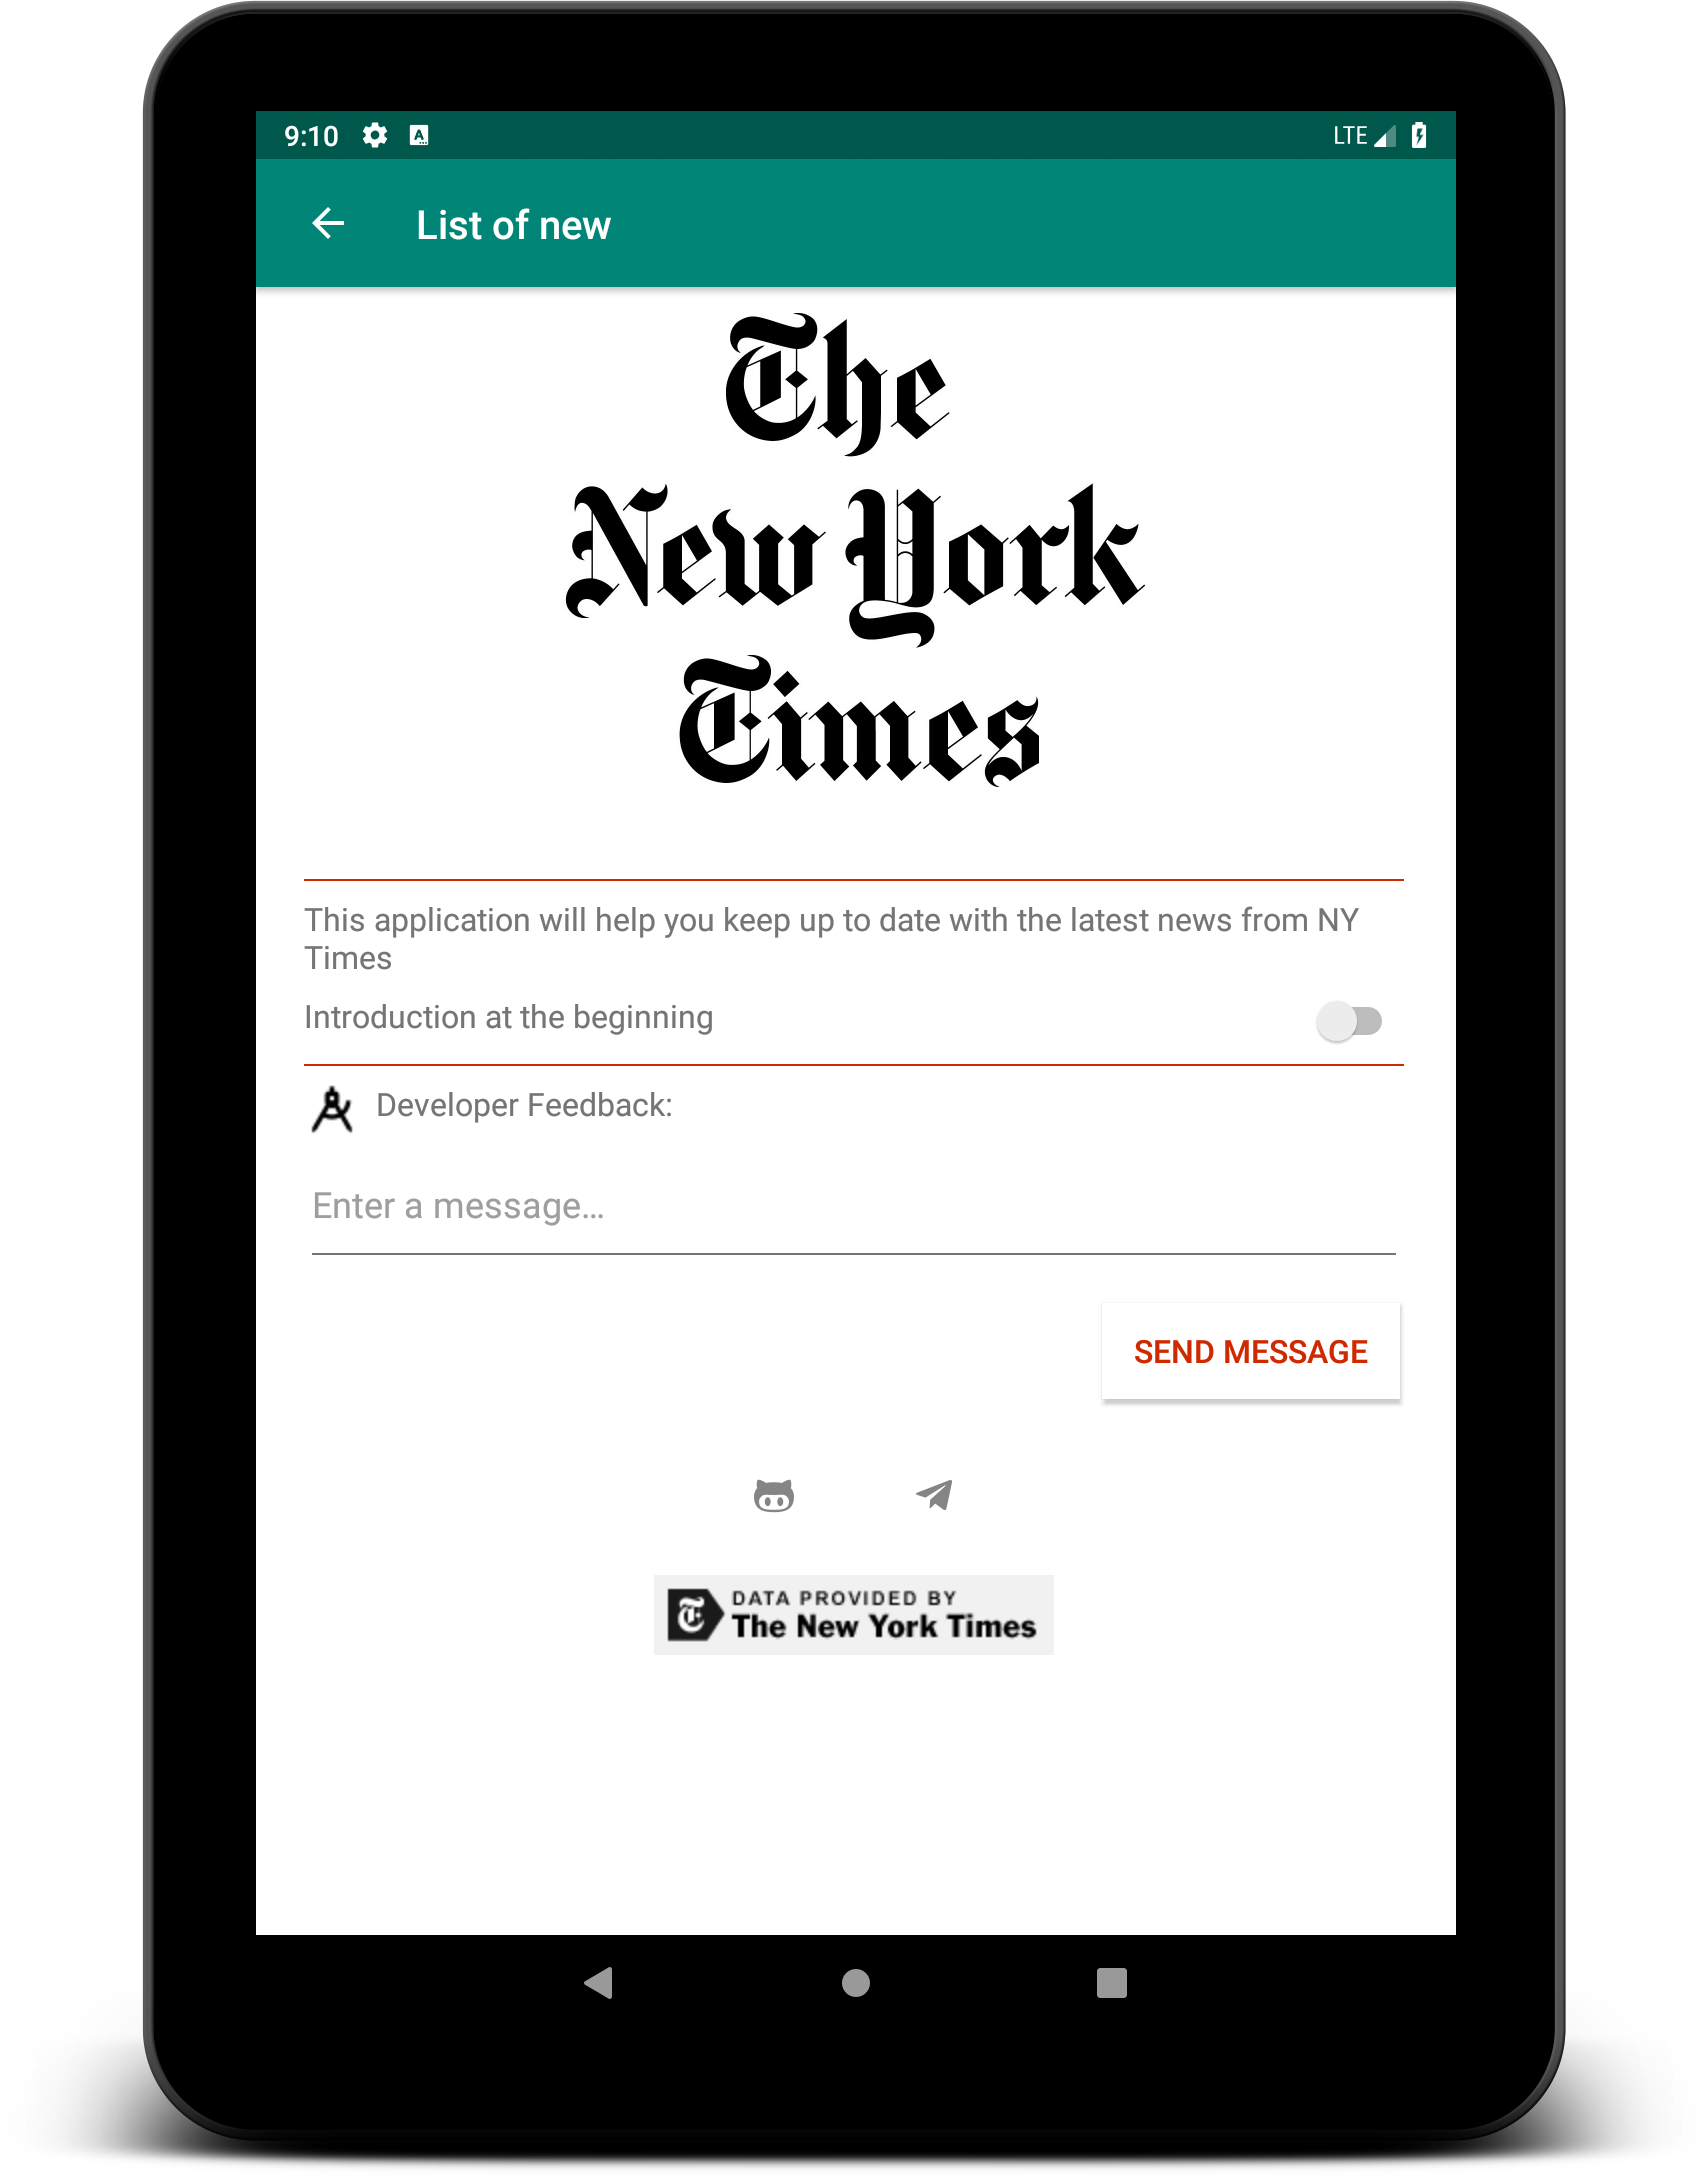 9:10
LTE
List of new
The
New York
Times
This application will help you keep up to date with the latest news from NY
Times
Introduction at the beginning
Developer Feedback:
Enter a message...
SEND MESSAGE
DATA PROVIDED BY
The New York Times